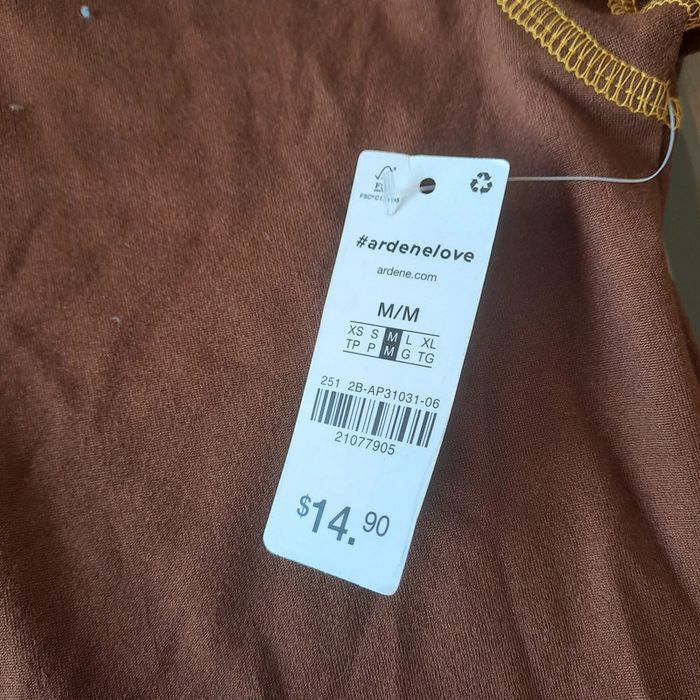 #ardenelove
ardene.com
M/M
XS S M L XL
TP P M G TG
251 2B-AP31031-06
21077905
$14.90